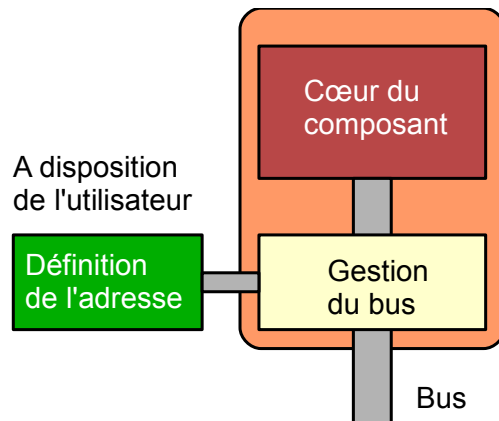 Cœur du
composant
A disposition
de l'utilisateur
Définition
de l'adresse
Gestion
du bus
Bus